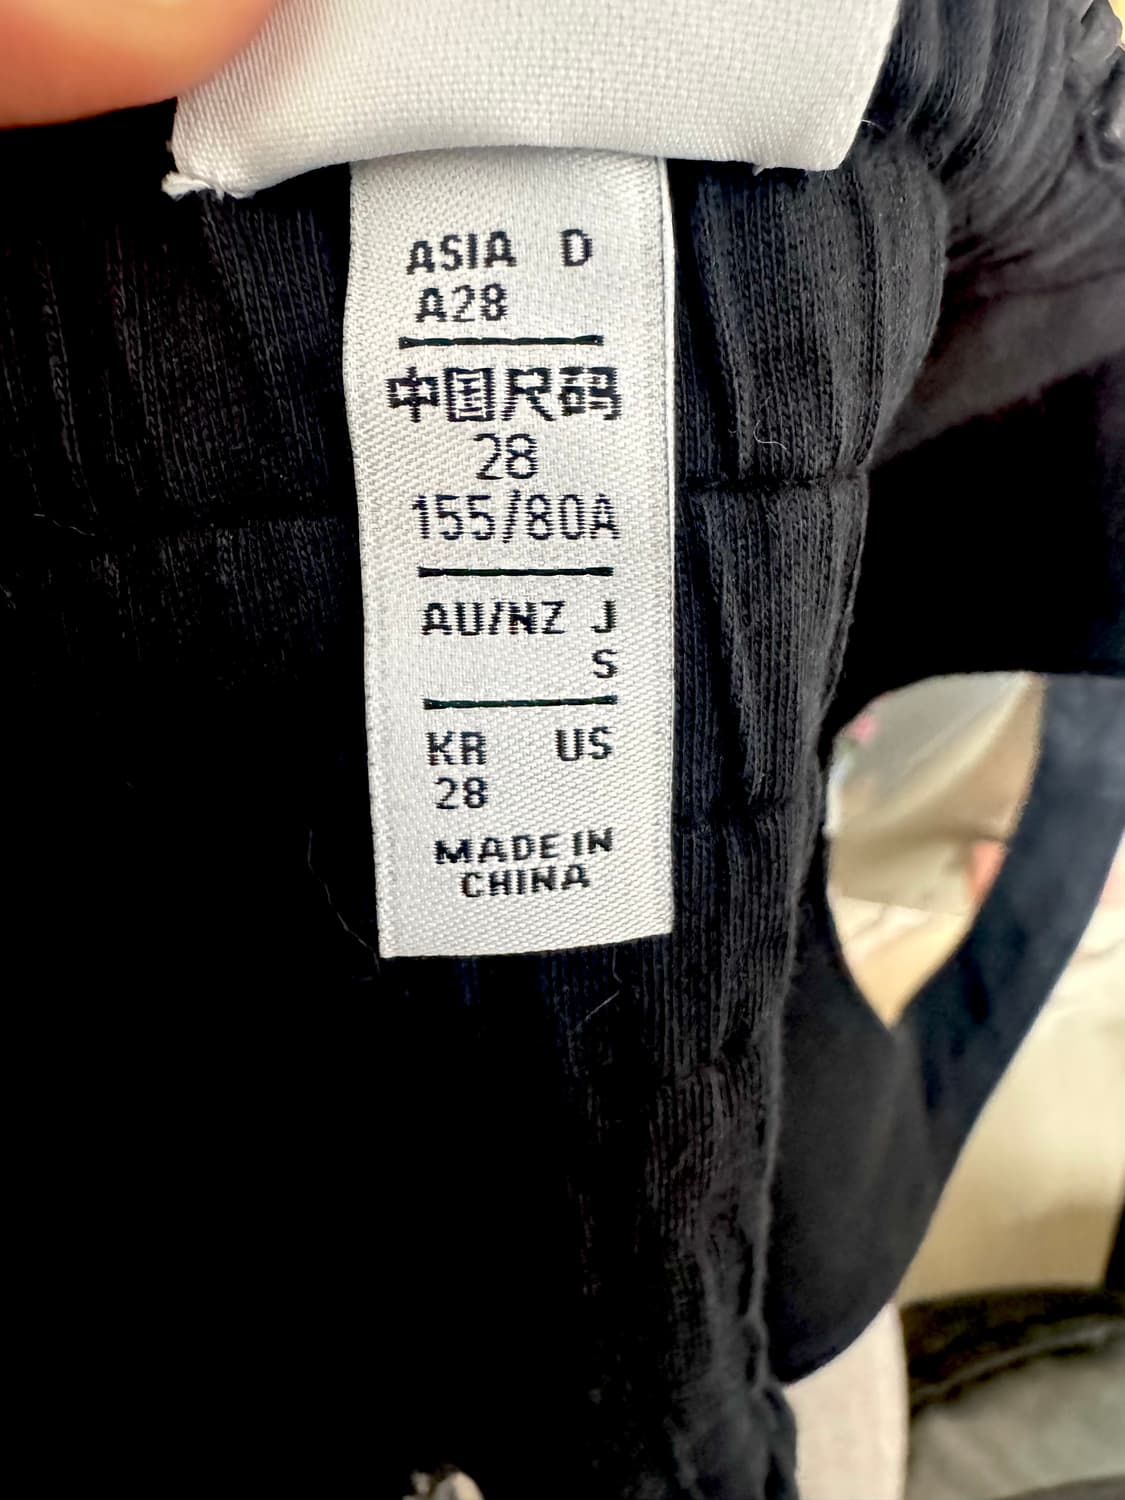 ASIA D
A28
中国尺码
28
155/80A
AU/NZ J
S
KR US
28
MADE IN
CHINA